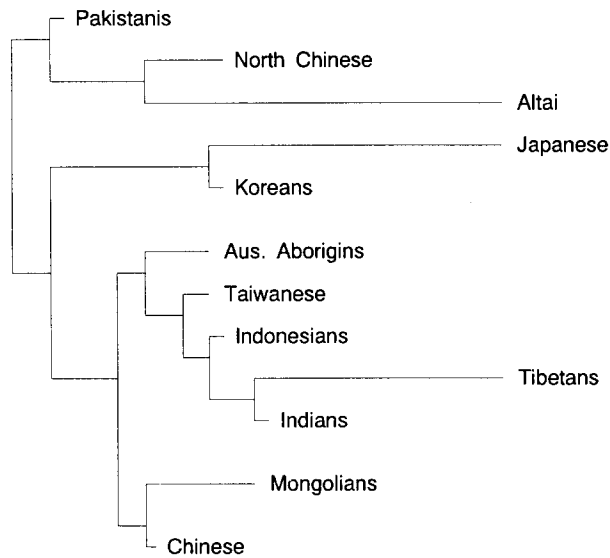 Pakistanis
North Chinese
Altai
Japanese
Koreans
Aus. Aborigins
Taiwanese
Indonesians
Tibetans
Indians
Mongolians
Chinese